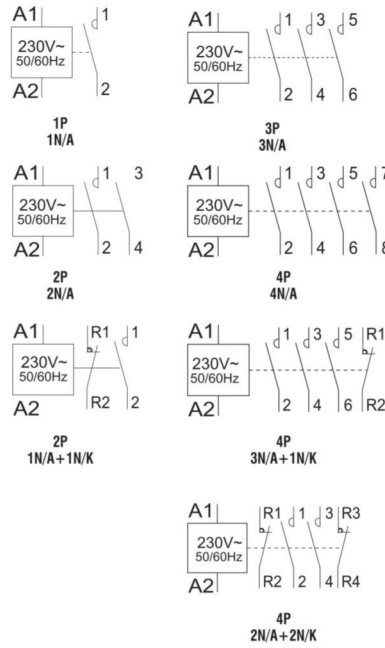 A1 1
230V~
50/60Hz
A2 2
1P
1N/A
A1 1 3 5
230V~
50/60Hz
A2 2 4 6
3P
3N/A
A1 1 3
230V~
50/60Hz
A2 2 4
2P
2N/A
A1 1 3 5 7
230V~
50/60Hz
A2 2 4 6 8
4P
4N/A
A1 R1 1
230V~
50/60Hz
A2 R2 2
2P
1N/A+1N/K
A1 1 3 5 R1
230V~
50/60Hz
A2 2 4 6 R2
4P
3N/A+1N/K
A1 R1 1 3 R3
230V~
50/60Hz
A2 R2 2 4 R4
4P
2N/A+2N/K